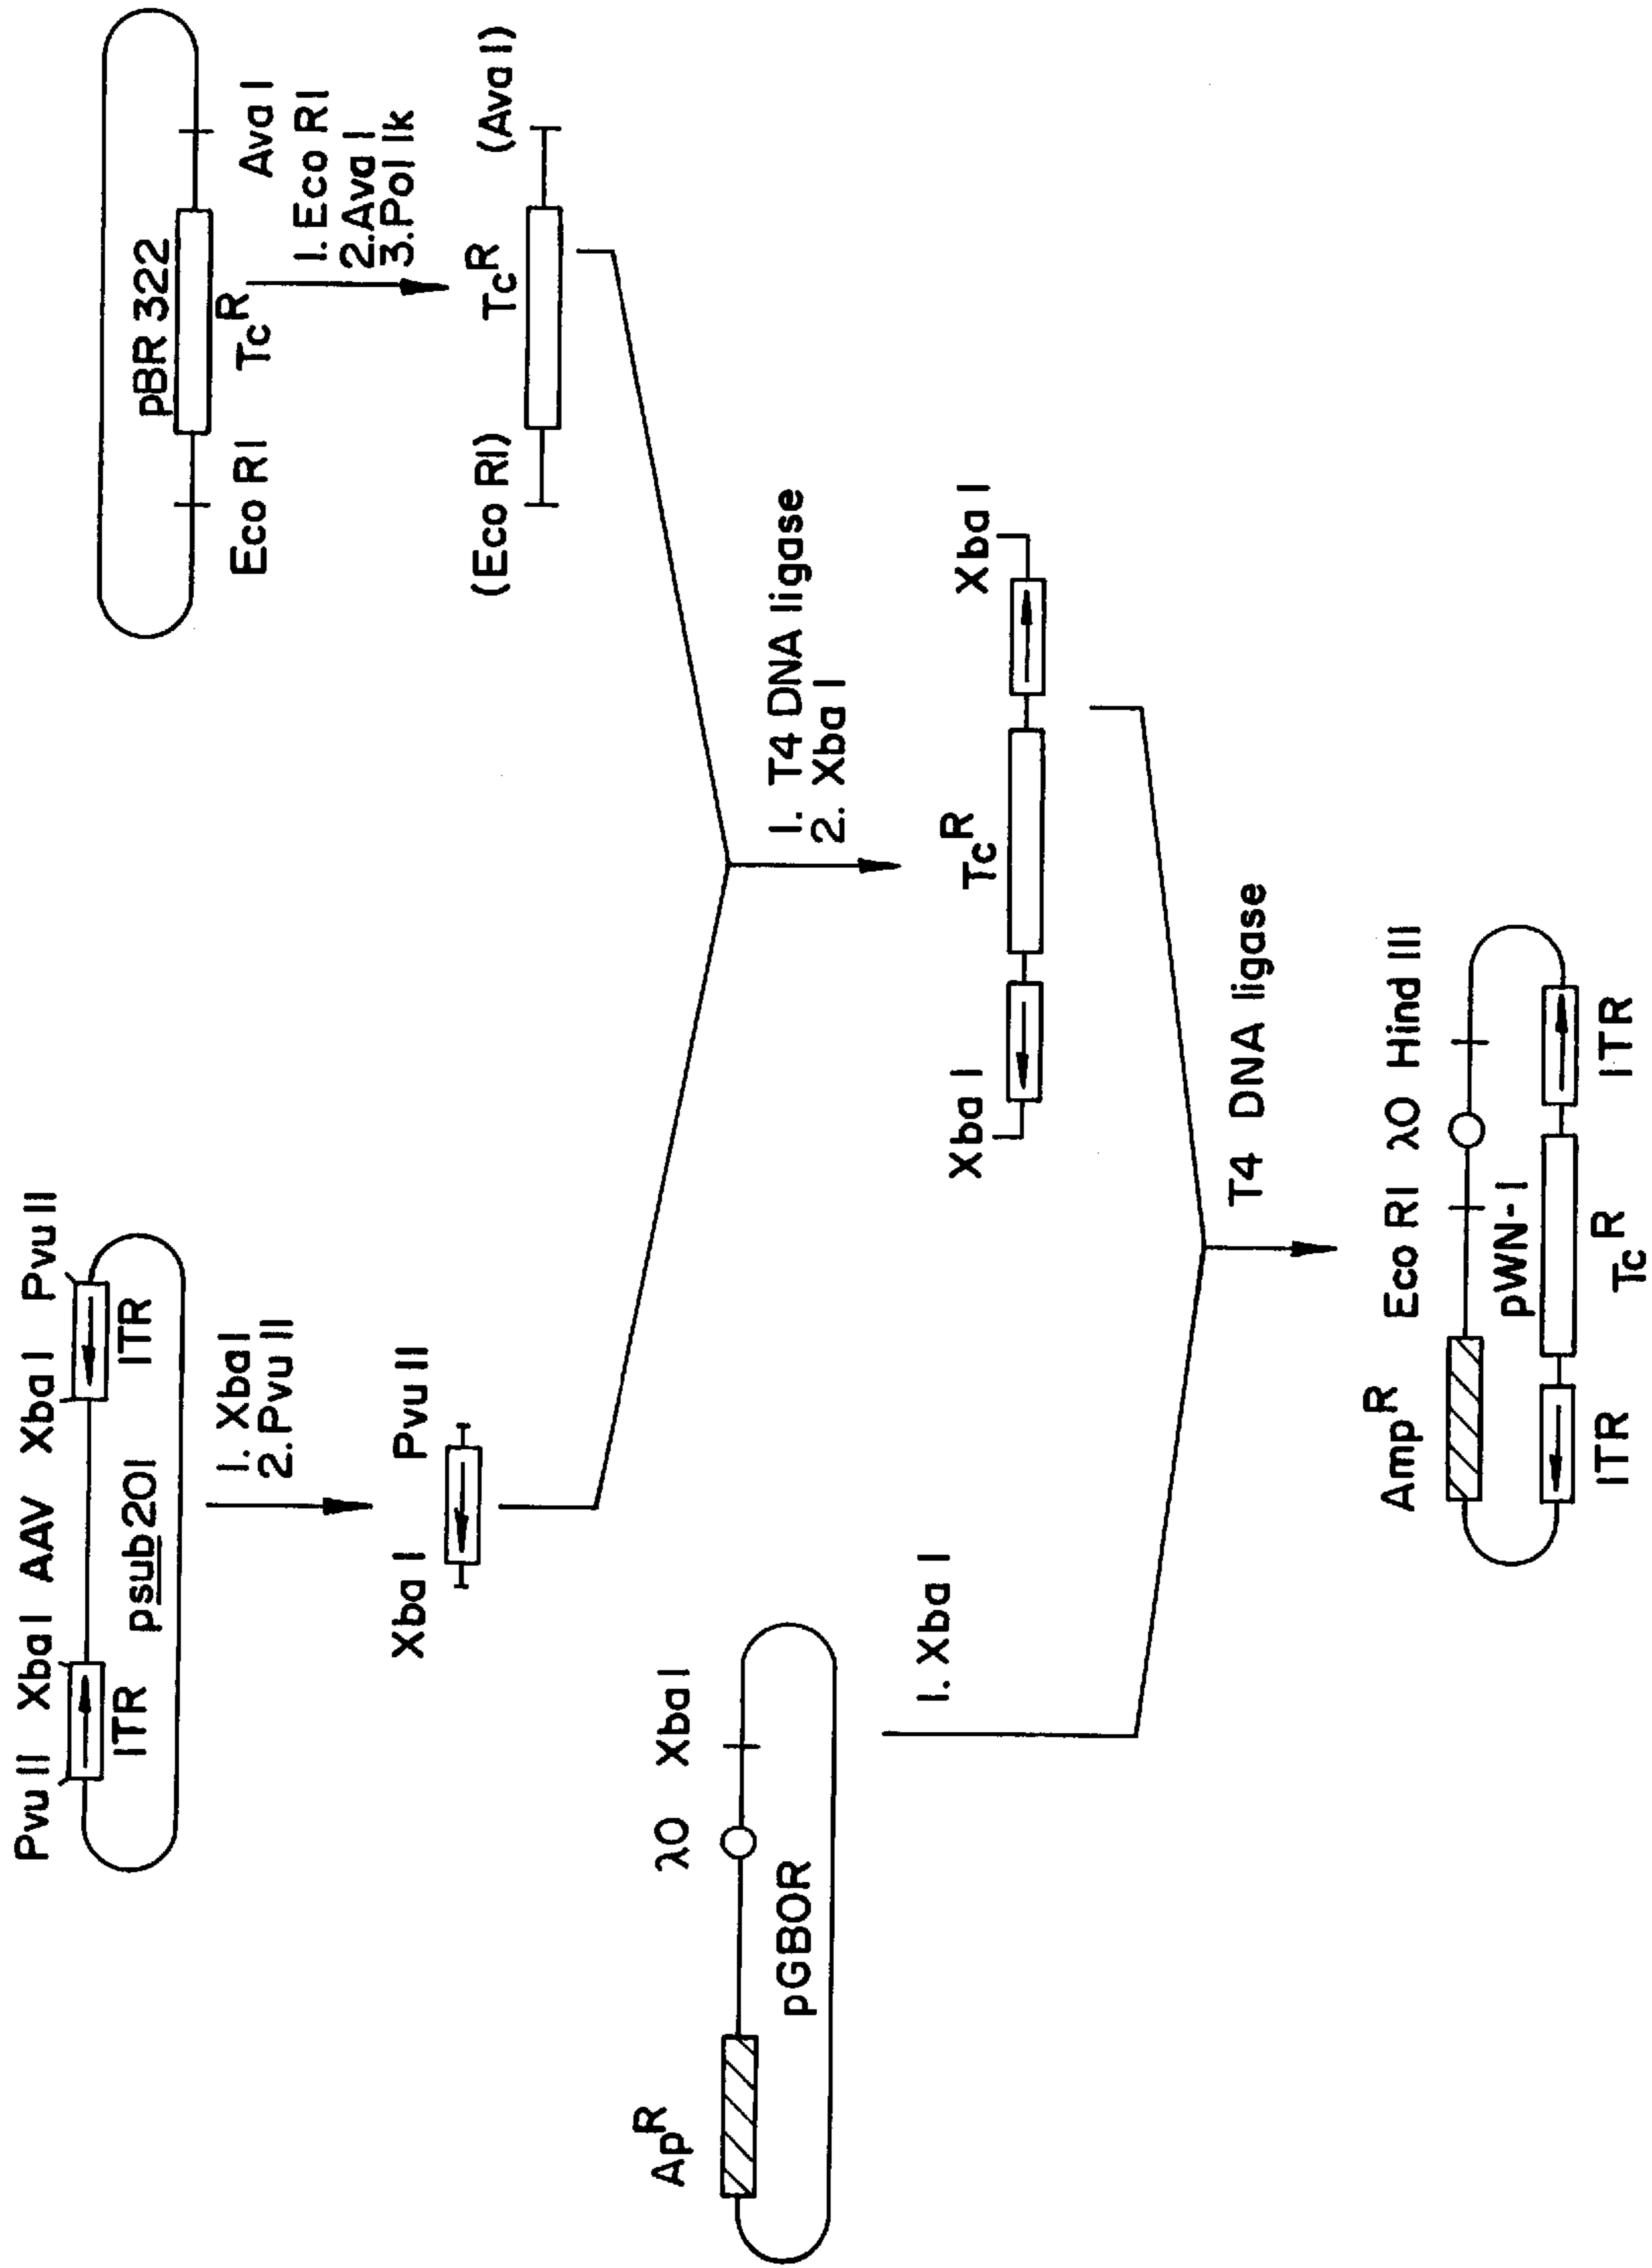 Pvu II Xba I AAV Xba I Pvu II
ITR
psub201
ITR
1. Xba I
2. Pvu II
Xba I Pvu II
pBR 322
Eco RI Tc^R Ava I
1. Eco RI
2. Ava I
3. Pol Ik
(Eco RI) Tc^R (Ava I)
1. T4 DNA ligase
2. Xba I
Ap^R λO Xba I
pGBOR
1. Xba I
Xba I Tc^R Xba I
T4 DNA ligase
Amp^R Eco RI λO Hind III
pWN-1
ITR Tc^R ITR